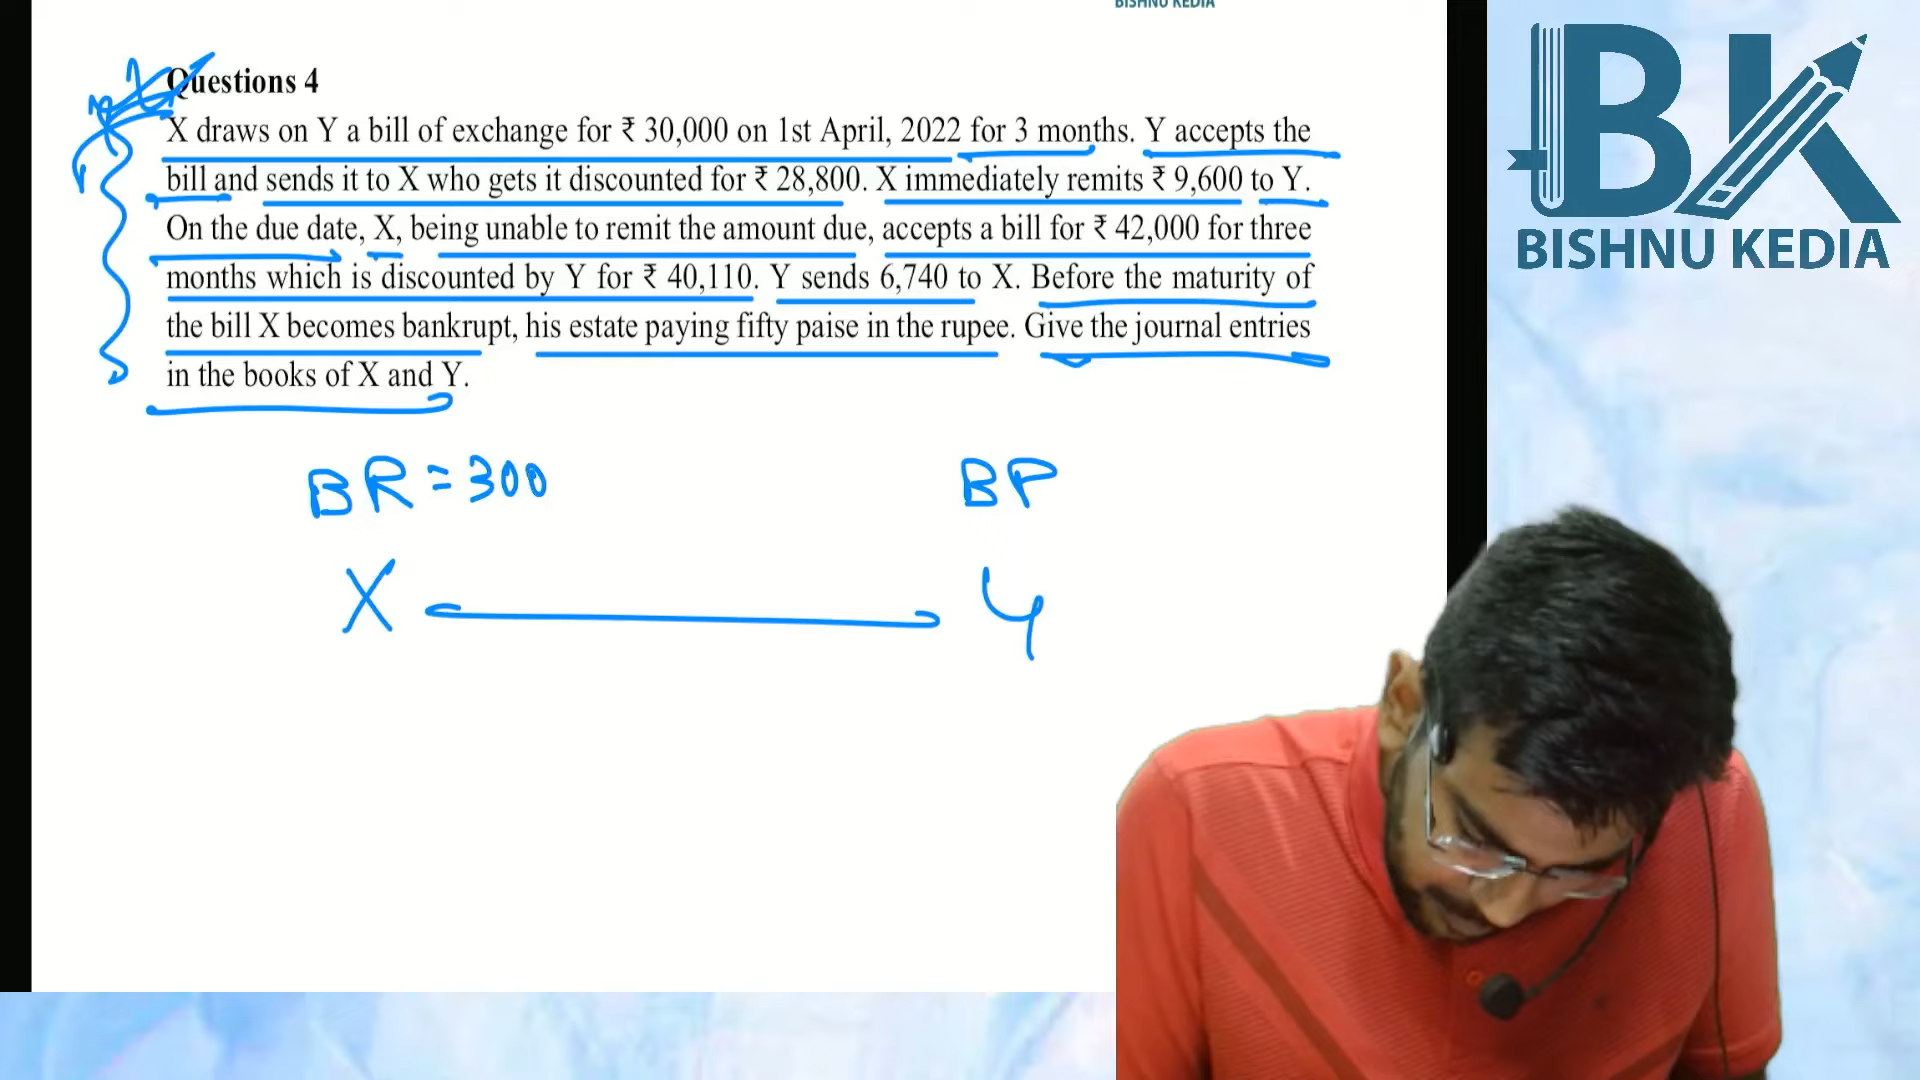 BISHNU KEDIA
Questions 4
X draws on Y a bill of exchange for ₹ 30,000 on 1st April, 2022 for 3 months. Y accepts the
bill and sends it to X who gets it discounted for ₹ 28,800. X immediately remits ₹ 9,600 to Y.
On the due date, X, being unable to remit the amount due, accepts a bill for ₹ 42,000 for three
months which is discounted by Y for ₹ 40,110. Y sends 6,740 to X. Before the maturity of
the bill X becomes bankrupt, his estate paying fifty paise in the rupee. Give the journal entries
in the books of X and Y.
BR = 300
BP
X
Y
BK
BISHNU KEDIA